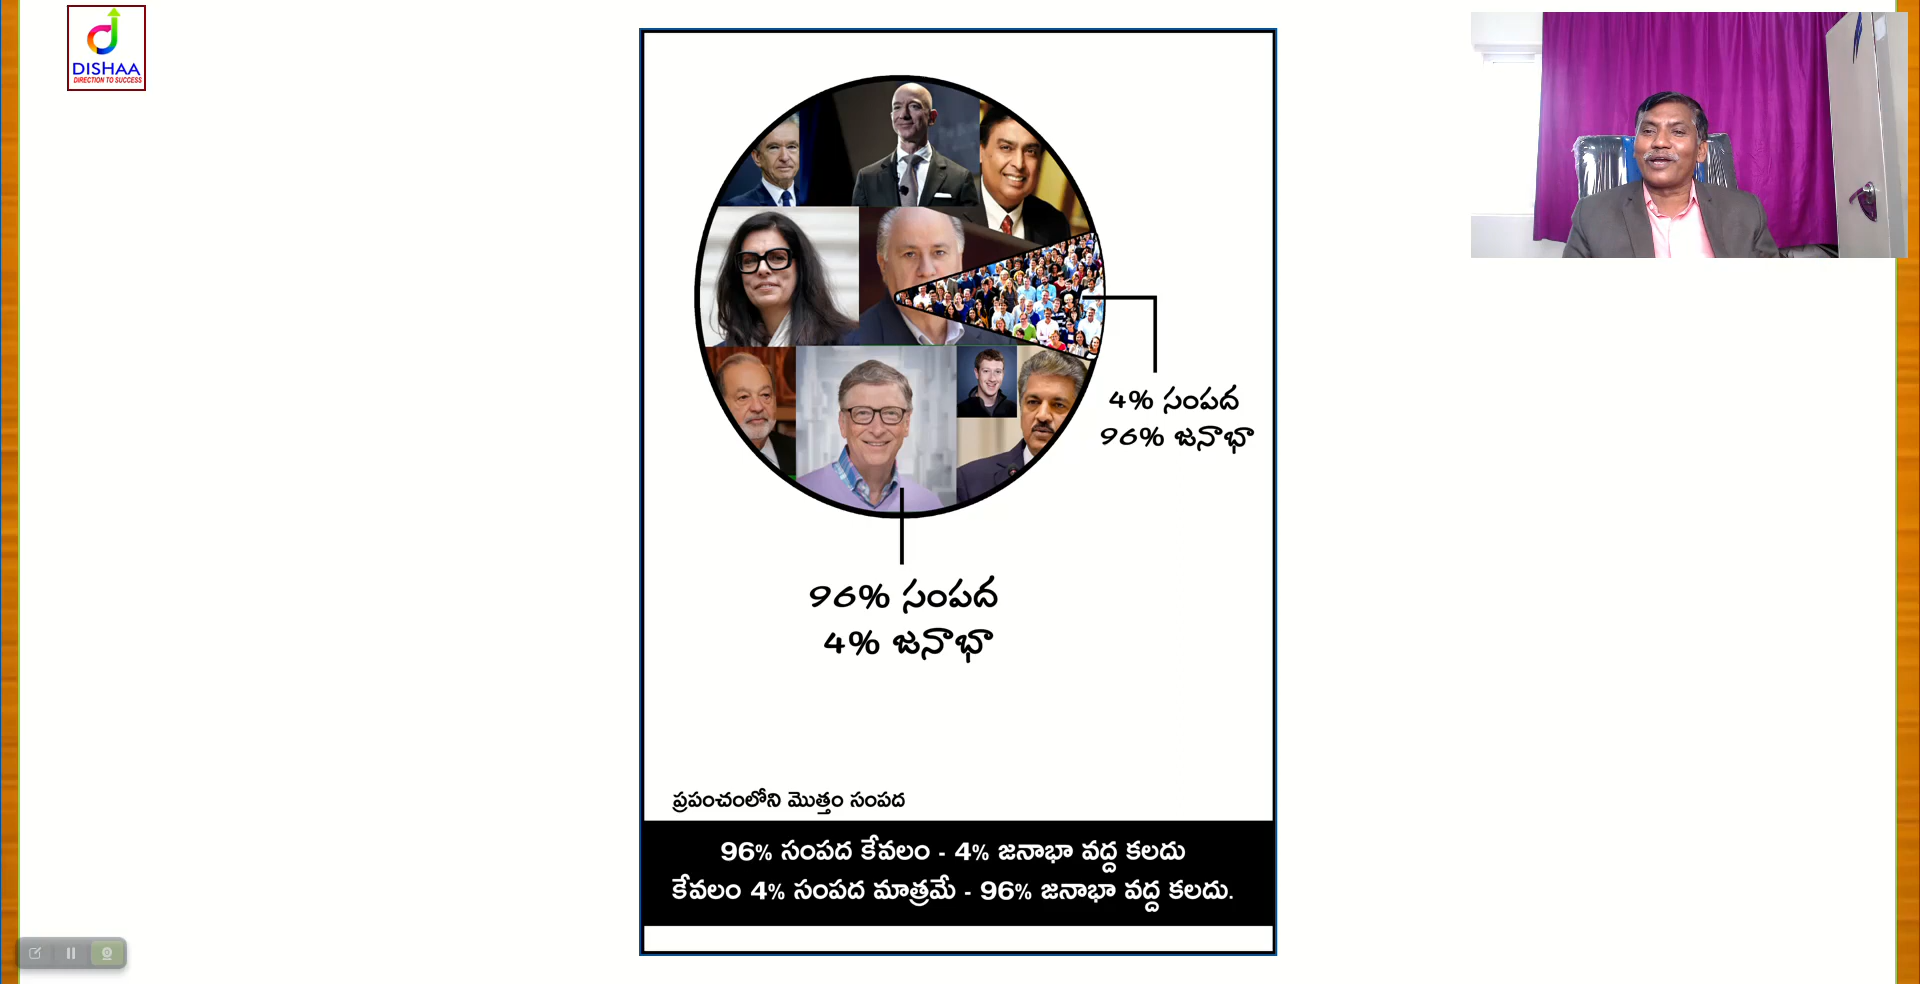 DISHAA
DIRECTION TO SUCCESS
4% సంపద
96% జనాభా
96% సంపద
4% జనాభా
ప్రపంచంలోని మొత్తం సంపద
96% సంపద కేవలం - 4% జనాభా వద్ద కలదు
కేవలం 4% సంపద మాత్రమే - 96% జనాభా వద్ద కలదు.